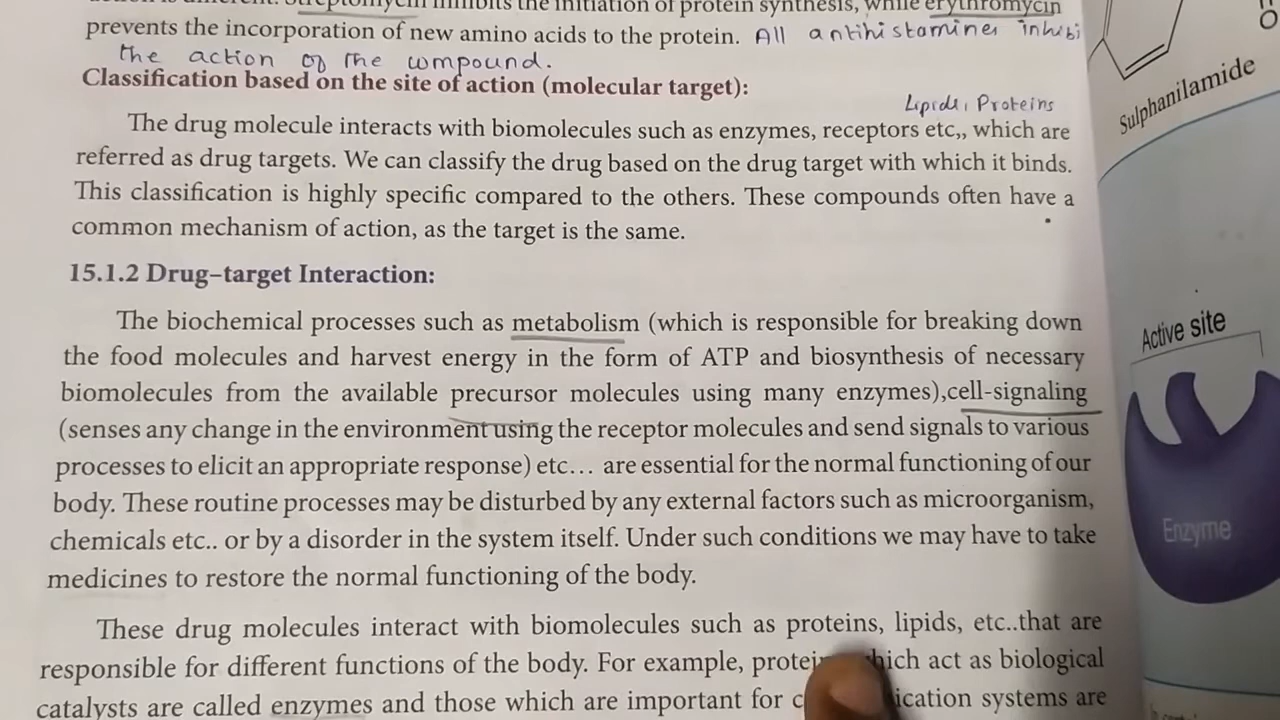 Streptomycin inhibits the initiation of protein synthesis, while erythromycin
prevents the incorporation of new amino acids to the protein. All antihistamines inhibi
the action of the compound.
Classification based on the site of action (molecular target):
Lipids, Proteins
The drug molecule interacts with biomolecules such as enzymes, receptors etc,, which are
referred as drug targets. We can classify the drug based on the drug target with which it binds.
This classification is highly specific compared to the others. These compounds often have a
common mechanism of action, as the target is the same.
15.1.2 Drug–target Interaction:
The biochemical processes such as metabolism (which is responsible for breaking down
the food molecules and harvest energy in the form of ATP and biosynthesis of necessary
biomolecules from the available precursor molecules using many enzymes),cell-signaling
(senses any change in the environment using the receptor molecules and send signals to various
processes to elicit an appropriate response) etc... are essential for the normal functioning of our
body. These routine processes may be disturbed by any external factors such as microorganism,
chemicals etc.. or by a disorder in the system itself. Under such conditions we may have to take
medicines to restore the normal functioning of the body.
These drug molecules interact with biomolecules such as proteins, lipids, etc..that are
responsible for different functions of the body. For example, which act as biological
catalysts are called enzymes and those which are important for systems are
Sulphanilamide
Active site
Enzyme